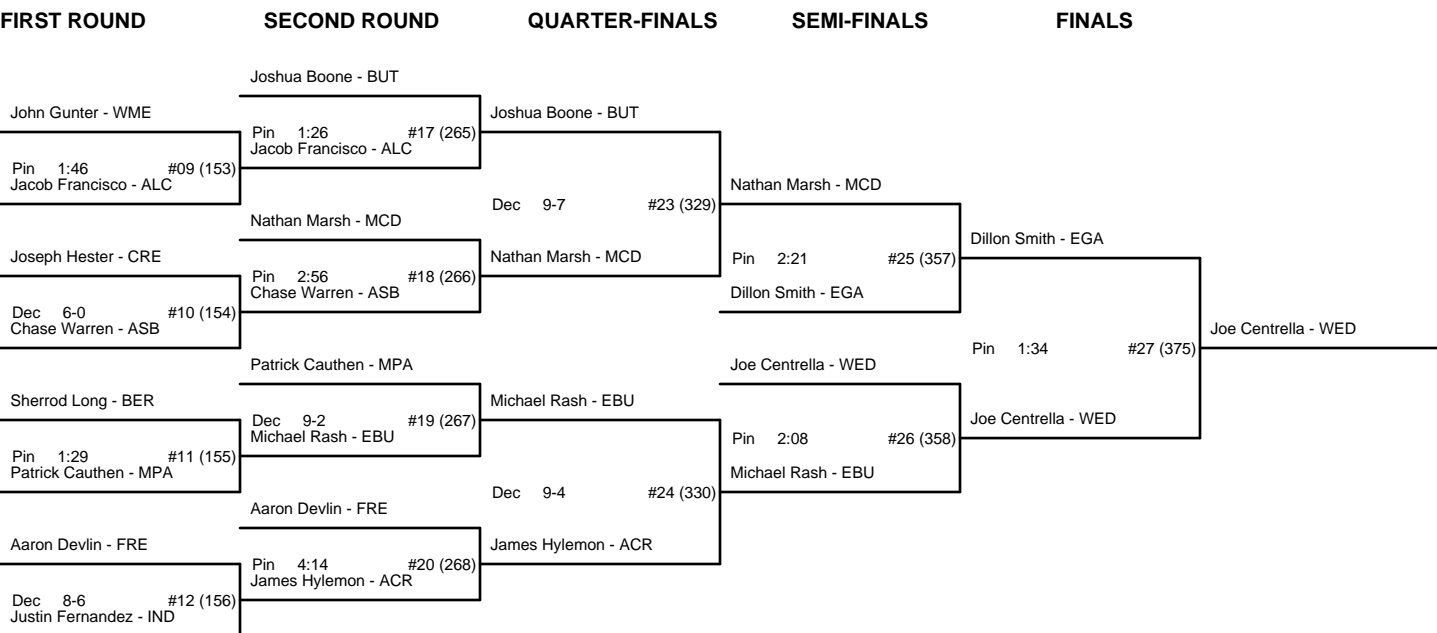 FIRST ROUND SECOND ROUND QUARTER-FINALS SEMI-FINALS FINALS
Joshua Boone - BUT
John Gunter - WME Joshua Boone - BUT
Pin 1:26 #17 (265)
Jacob Francisco - ALC
Pin 1:46 #09 (153)
Jacob Francisco - ALC Nathan Marsh - MCD
Dec 9-7 #23 (329)
Nathan Marsh - MCD
Dillon Smith - EGA
Joseph Hester - CRE Nathan Marsh - MCD Pin 2:21 #25 (357)
Pin 2:56 #18 (266)
Chase Warren - ASB Dillon Smith - EGA
Dec 6-0 #10 (154)
Chase Warren - ASB Joe Centrella - WED
Pin 1:34 #27 (375)
Patrick Cauthen - MPA Joe Centrella - WED
Sherrod Long - BER Michael Rash - EBU
Dec 9-2 #19 (267) Joe Centrella - WED
Michael Rash - EBU Pin 2:08 #26 (358)
Pin 1:29 #11 (155)
Patrick Cauthen - MPA Michael Rash - EBU
Dec 9-4 #24 (330)
Aaron Devlin - FRE
Aaron Devlin - FRE James Hylemon - ACR
Pin 4:14 #20 (268)
James Hylemon - ACR
Dec 8-6 #12 (156)
Justin Fernandez - IND